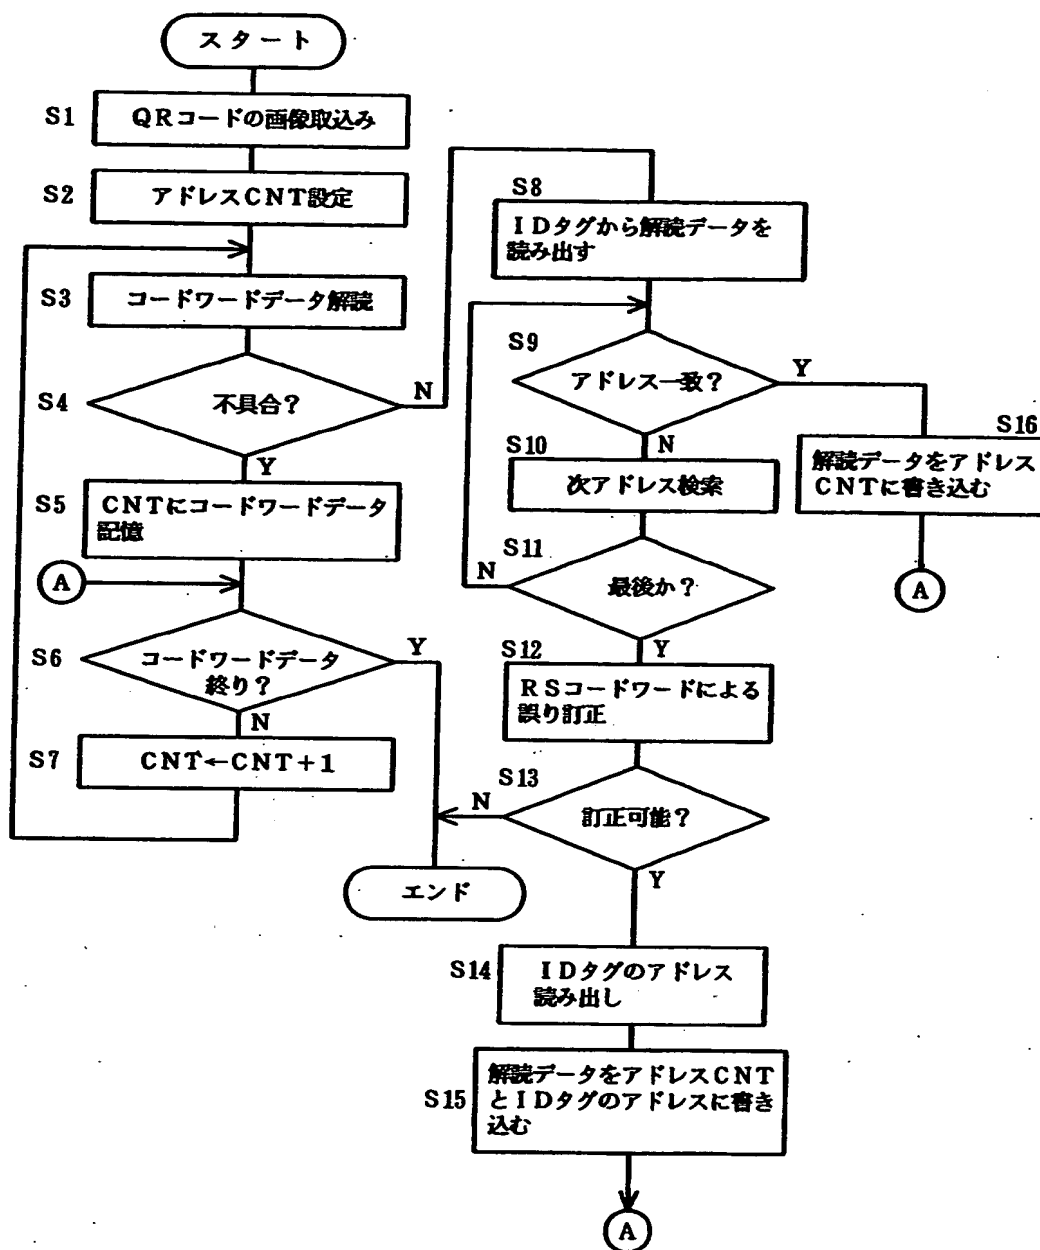 スタート
S1
QRコードの画像取込み
S2
アドレスCNT設定
S3
コードワードデータ解読
S4
不具合?
N
Y
S5
CNTにコードワードデータ
記憶
A
S6
コードワードデータ
終り?
Y
N
S7
CNT←CNT+1
エンド
S8
IDタグから解読データを
読み出す
S9
アドレス一致?
Y
N
S10
次アドレス検索
S11
最後か?
N
Y
S12
RSコードワードによる
誤り訂正
S13
訂正可能?
N
Y
S14
IDタグのアドレス
読み出し
S15
解読データをアドレスCNT
とIDタグのアドレスに書き
込む
A
S16
解読データをアドレス
CNTに書き込む
A